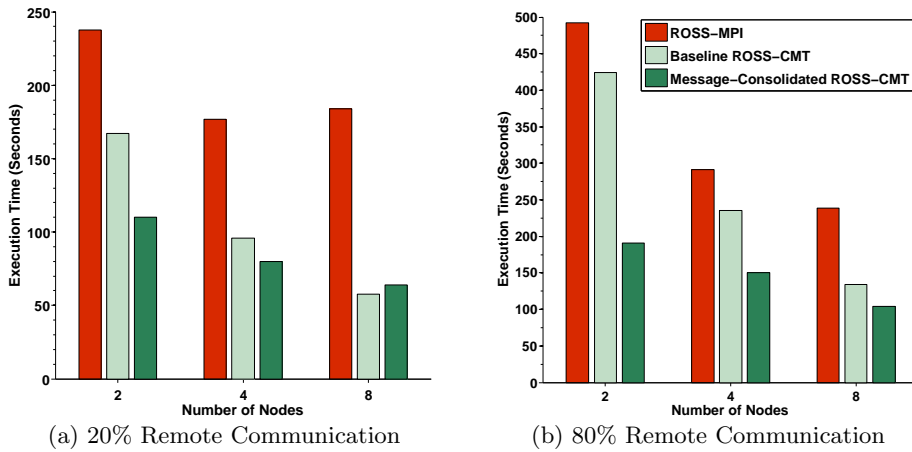 250
200
150
100
50
0
Execution Time (Seconds)
2
4
8
Number of Nodes
(a) 20% Remote Communication
500
450
400
350
300
250
200
150
100
50
0
Execution Time (Seconds)
ROSS−MPI
Baseline ROSS−CMT
Message−Consolidated ROSS−CMT
2
4
8
Number of Nodes
(b) 80% Remote Communication